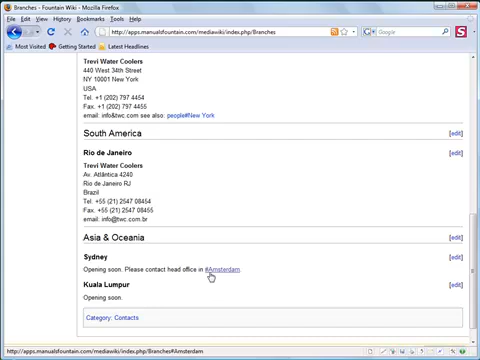 Branches - Fountain Wiki - Mozilla Firefox
File Edit View History Bookmarks Tools Help
http://apps.manualsfountain.com/mediawiki/index.php/Branches
Google
Most Visited Getting Started Latest Headlines
Trevi Water Coolers
440 West 34th Street
NY 10001 New York
USA
Tel. +1 (202) 797 4454
Fax. +1 (202) 797 4455
email: info&twc.com see also: people#New York
South America [edit]
Rio de Janeiro [edit]
Trevi Water Coolers
Av. Atlântica 4240
Rio de Janeiro RJ
Brazil
Tel. +55 (21) 2547 08454
Fax. +55 (21) 2547 08455
email: info@twc.com.br
Asia & Oceania [edit]
Sydney [edit]
Opening soon. Please contact head office in #Amsterdam.
Kuala Lumpur [edit]
Opening soon.
Category: Contacts
http://apps.manualsfountain.com/mediawiki/index.php/Branches#Amsterdam